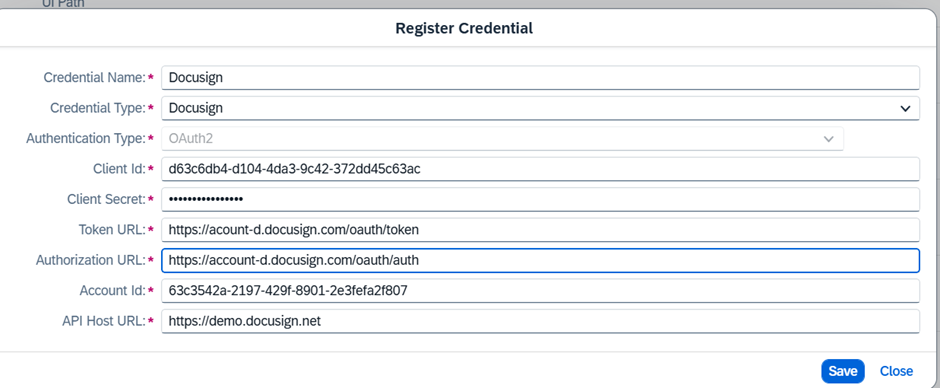 UI Path
Register Credential
Credential Name:* Docusign
Credential Type:* Docusign
Authentication Type:* OAuth2
Client Id:* d63c6db4-d104-4da3-9c42-372dd45c63ac
Client Secret:* ••••••••••••••••
Token URL:* https://acount-d.docusign.com/oauth/token
Authorization URL:* https://account-d.docusign.com/oauth/auth
Account Id:* 63c3542a-2197-429f-8901-2e3fefa2f807
API Host URL:* https://demo.docusign.net
Save Close